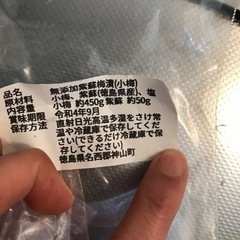 品名 無添加紫蘇梅漬(小梅)
原材料 小梅、紫蘇(徳島県産)、塩
内容量 小梅 約450g 紫蘇 約50g
賞味期限 令和4年9月
保存方法 直射日光高温多湿をさけ常
温や冷蔵庫で保存してくだ
さい(できるだけ冷蔵庫で保
存してください)
徳島県名西郡神山町